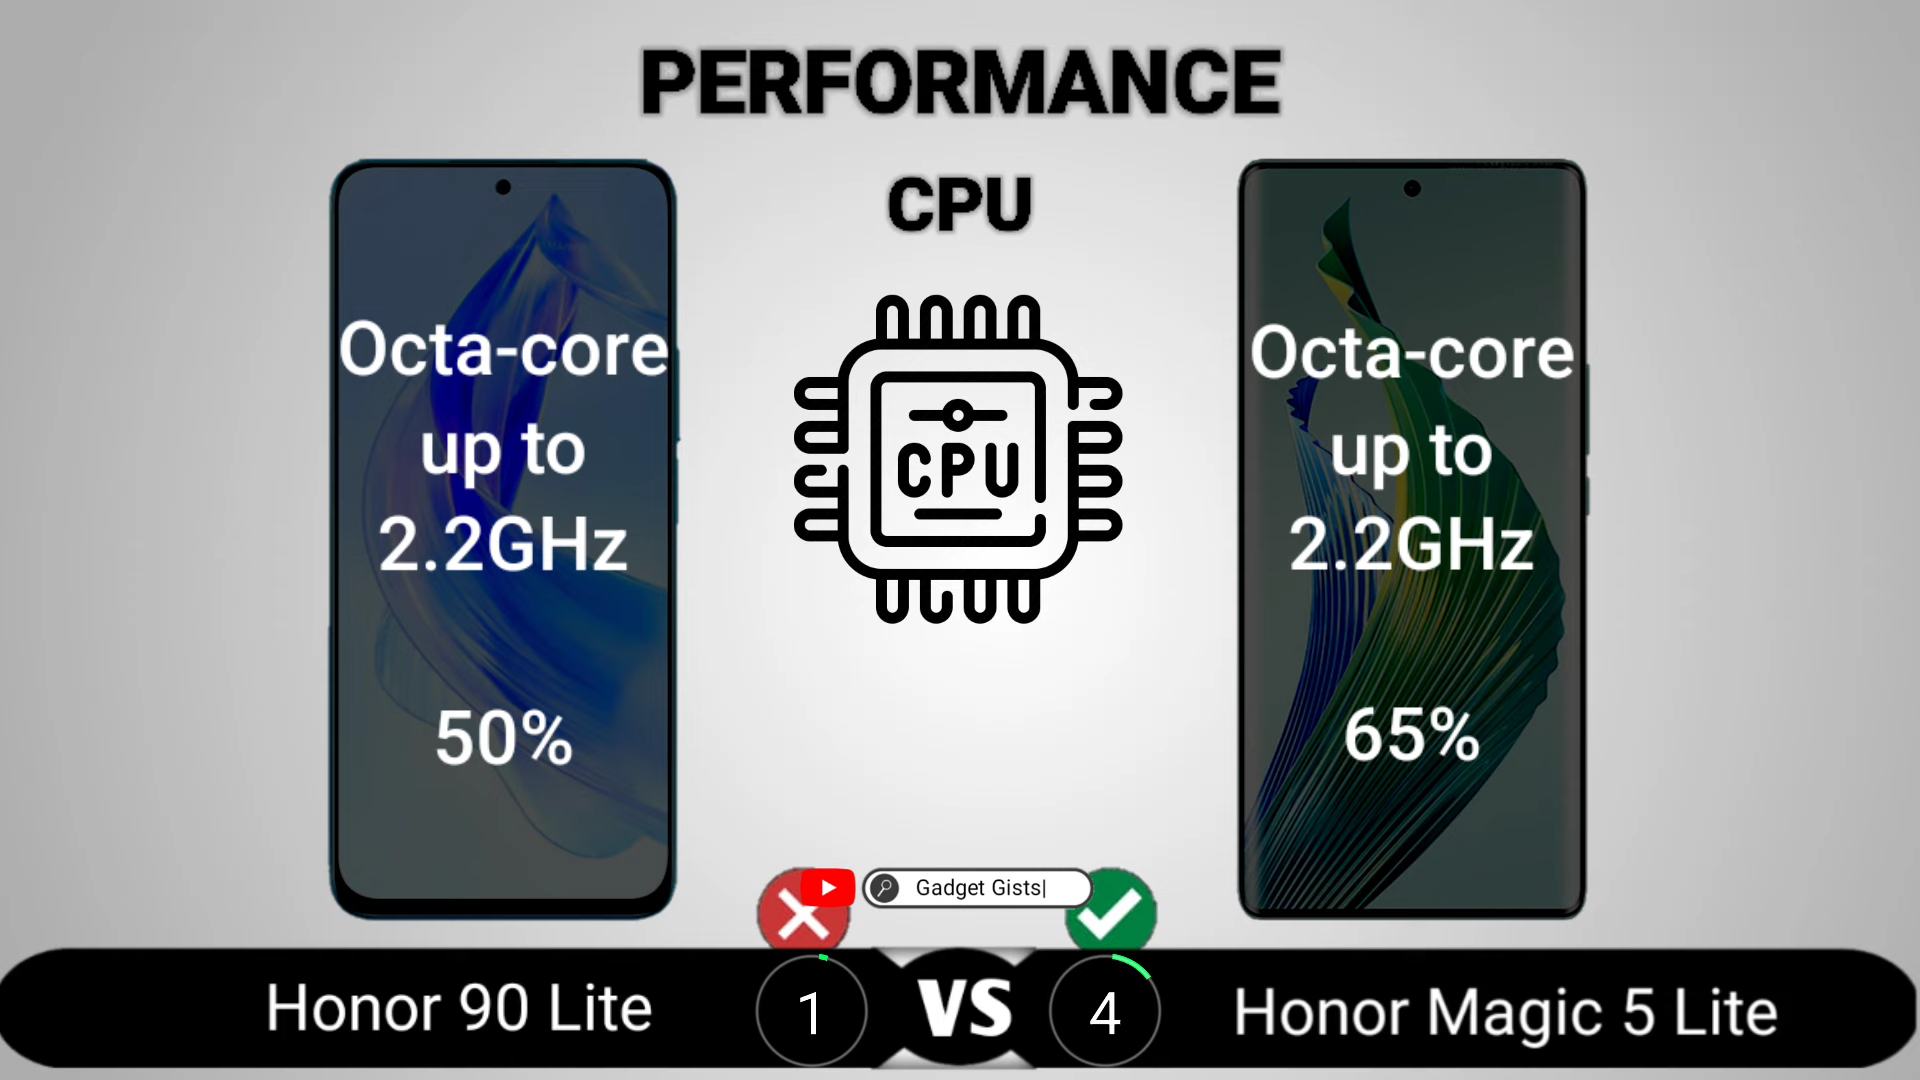 PERFORMANCE
CPU
Octa-core
up to
2.2GHz
50%
CPU
Octa-core
up to
2.2GHz
65%
Gadget Gists|
Honor 90 Lite
1
VS
4
Honor Magic 5 Lite